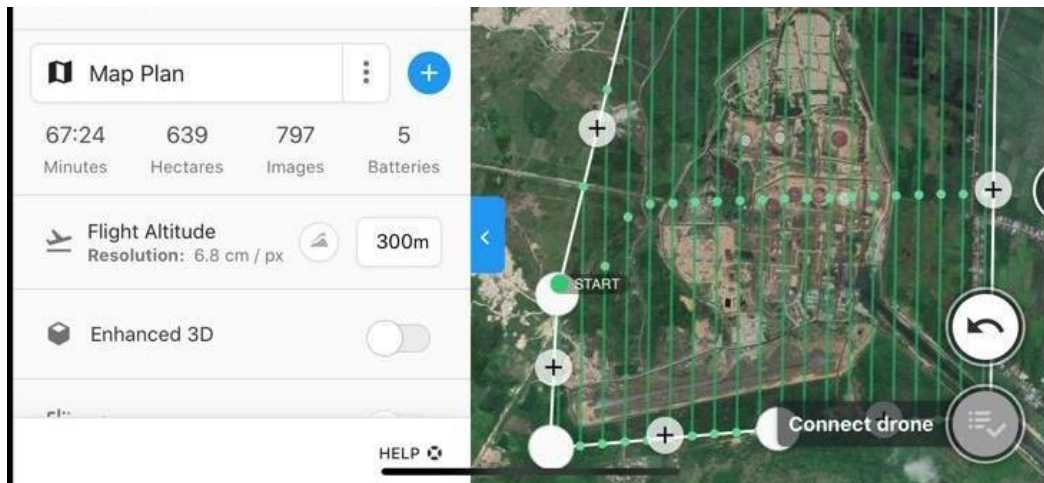 Map Plan
67:24 639 797 5
Minutes Hectares Images Batteries
Flight Altitude
Resolution: 6.8 cm / px
300m
Enhanced 3D
HELP
START
Connect drone